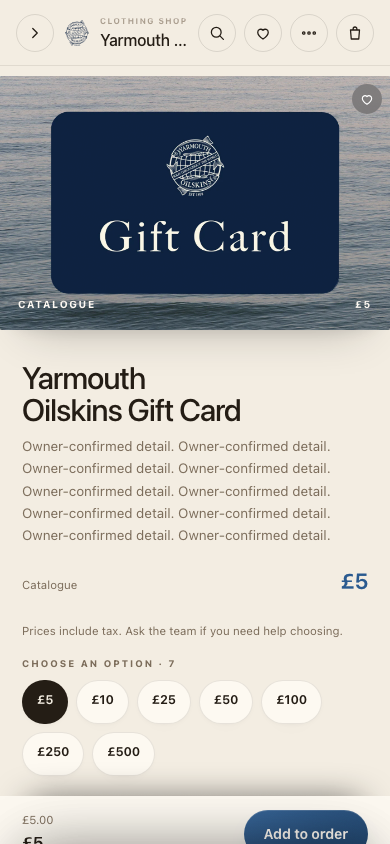 CLOTHING SHOP
Yarmouth ...
YARMOUTH
OILSKINS
Gift Card
CATALOGUE
£5
Yarmouth
Oilskins Gift Card
Owner-confirmed detail. Owner-confirmed detail.
Owner-confirmed detail. Owner-confirmed detail.
Owner-confirmed detail. Owner-confirmed detail.
Owner-confirmed detail. Owner-confirmed detail.
Owner-confirmed detail. Owner-confirmed detail.
Catalogue
£5
Prices include tax. Ask the team if you need help choosing.
CHOOSE AN OPTION · 7
£5
£10
£25
£50
£100
£250
£500
£5.00
£5
Add to order